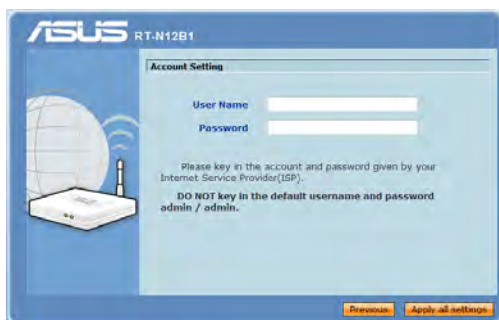 ASUS RT-N12B1
Account Setting
User Name
Password
Please key in the account and password given by your
Internet Service Provider(ISP).
DO NOT key in the default username and password
admin / admin.
Previous Apply all settings